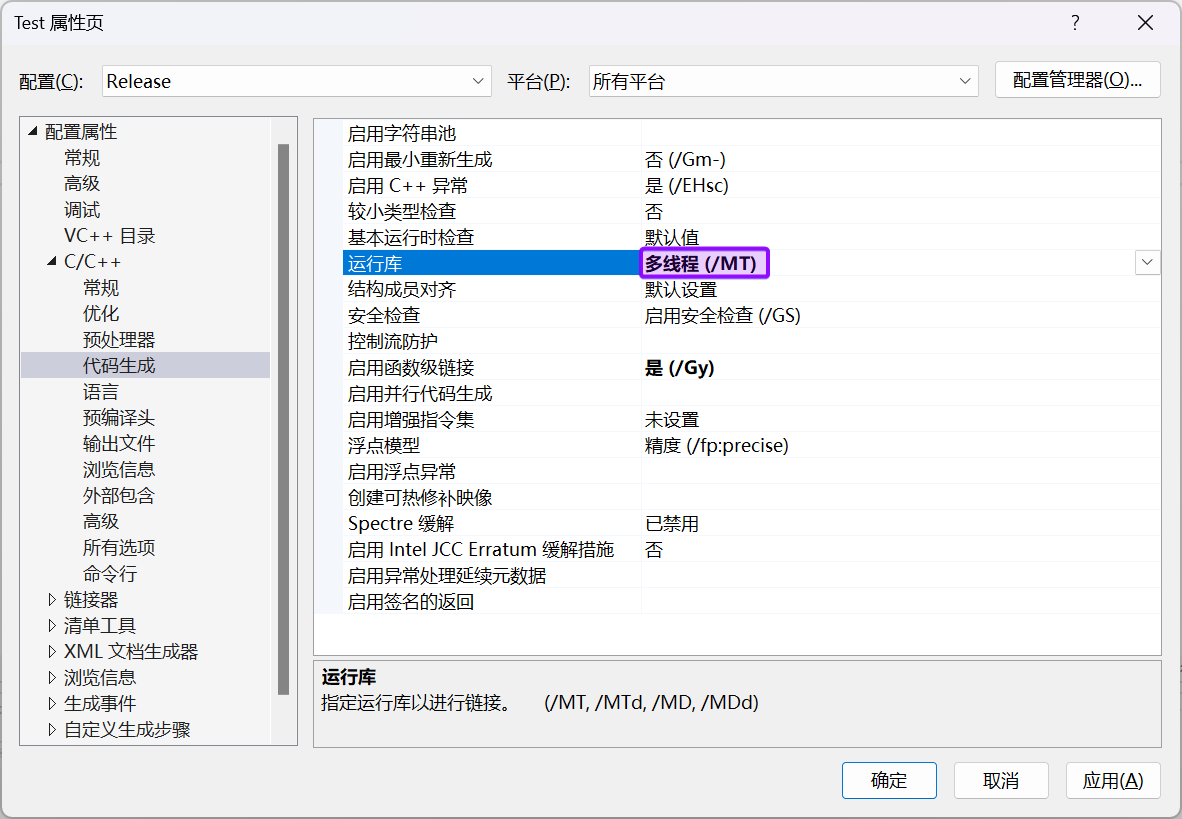 Test 属性页
?
配置(C): Release 平台(P): 所有平台 配置管理器(O)...
配置属性
常规
高级
调试
VC++ 目录
C/C++
常规
优化
预处理器
代码生成
语言
预编译头
输出文件
浏览信息
外部包含
高级
所有选项
命令行
链接器
清单工具
XML 文档生成器
浏览信息
生成事件
自定义生成步骤
启用字符串池
启用最小重新生成 否 (/Gm-)
启用 C++ 异常 是 (/EHsc)
较小类型检查 否
基本运行时检查 默认值
运行库 多线程 (/MT)
结构成员对齐 默认设置
安全检查 启用安全检查 (/GS)
控制流防护
启用函数级链接 是 (/Gy)
启用并行代码生成
启用增强指令集 未设置
浮点模型 精度 (/fp:precise)
启用浮点异常
创建可热修补映像
Spectre 缓解 已禁用
启用 Intel JCC Erratum 缓解措施 否
启用异常处理延续元数据
启用签名的返回
运行库
指定运行库以进行链接。 (/MT, /MTd, /MD, /MDd)
确定 取消 应用(A)